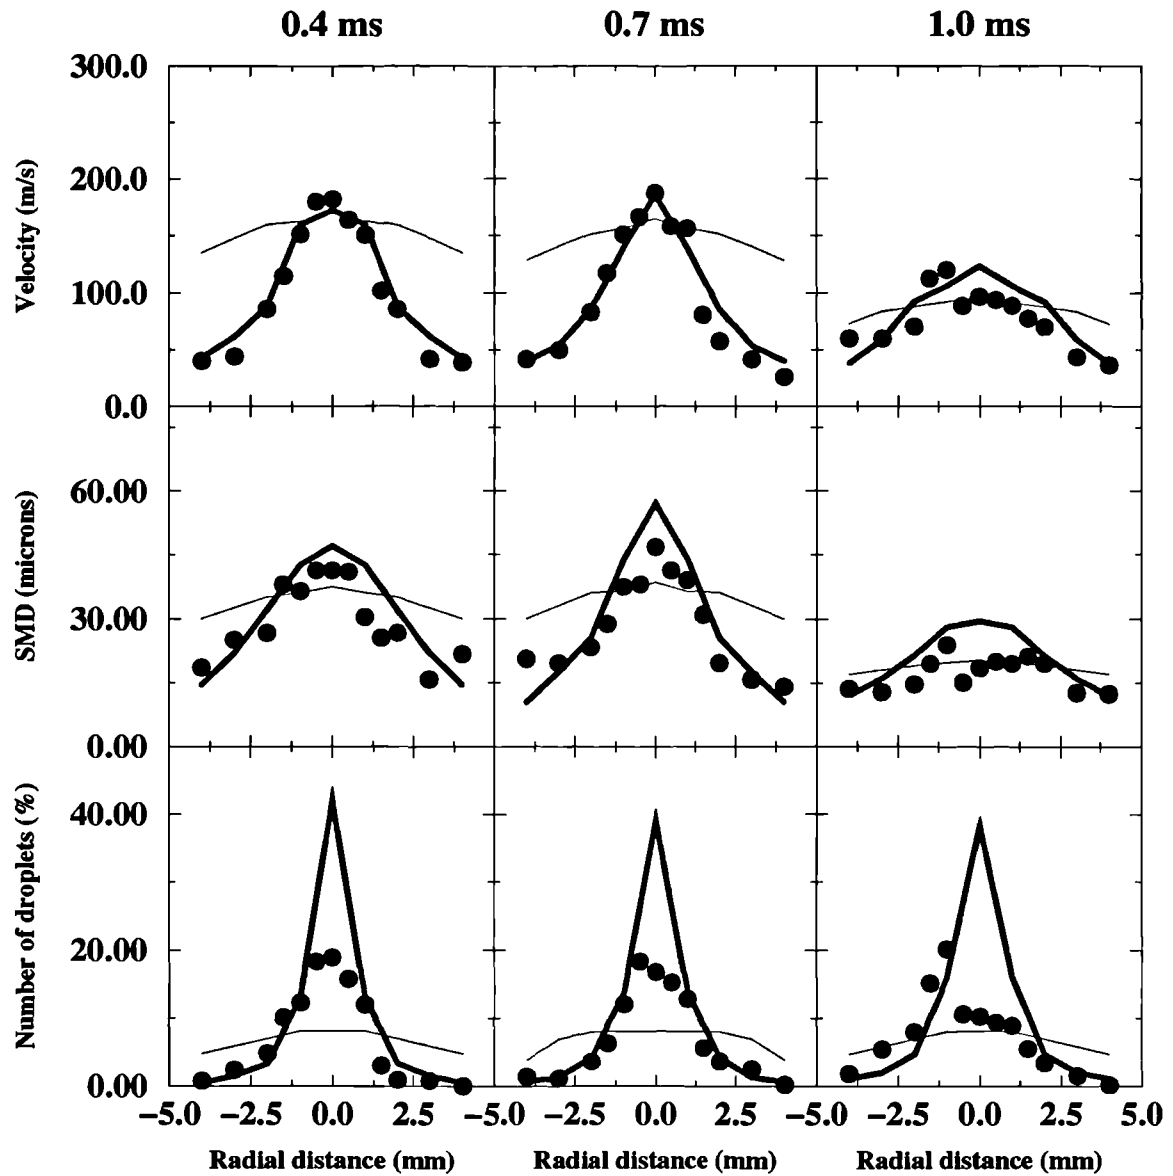 0.4 ms 0.7 ms 1.0 ms
300.0
200.0
100.0
0.0
Velocity (m/s)
60.00
30.00
0.00
SMD (microns)
40.00
20.00
0.00
Number of droplets (%)
−5.0 −2.5 0.0 2.5 −5.0 −2.5 0.0 2.5 −5.0 −2.5 0.0 2.5 5.0
Radial distance (mm) Radial distance (mm) Radial distance (mm)